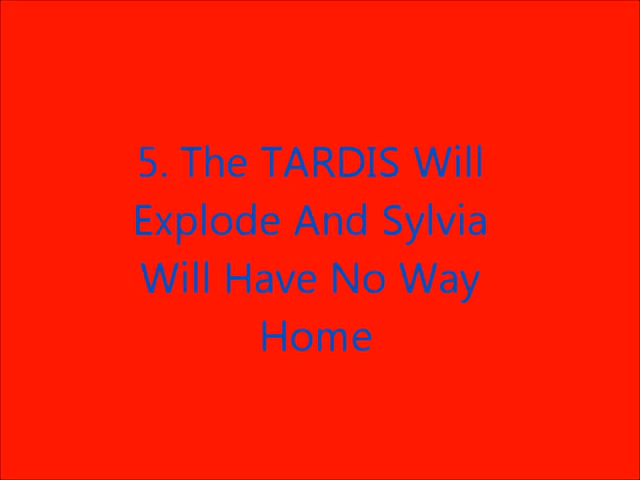 5. The TARDIS Will
Explode And Sylvia
Will Have No Way
Home